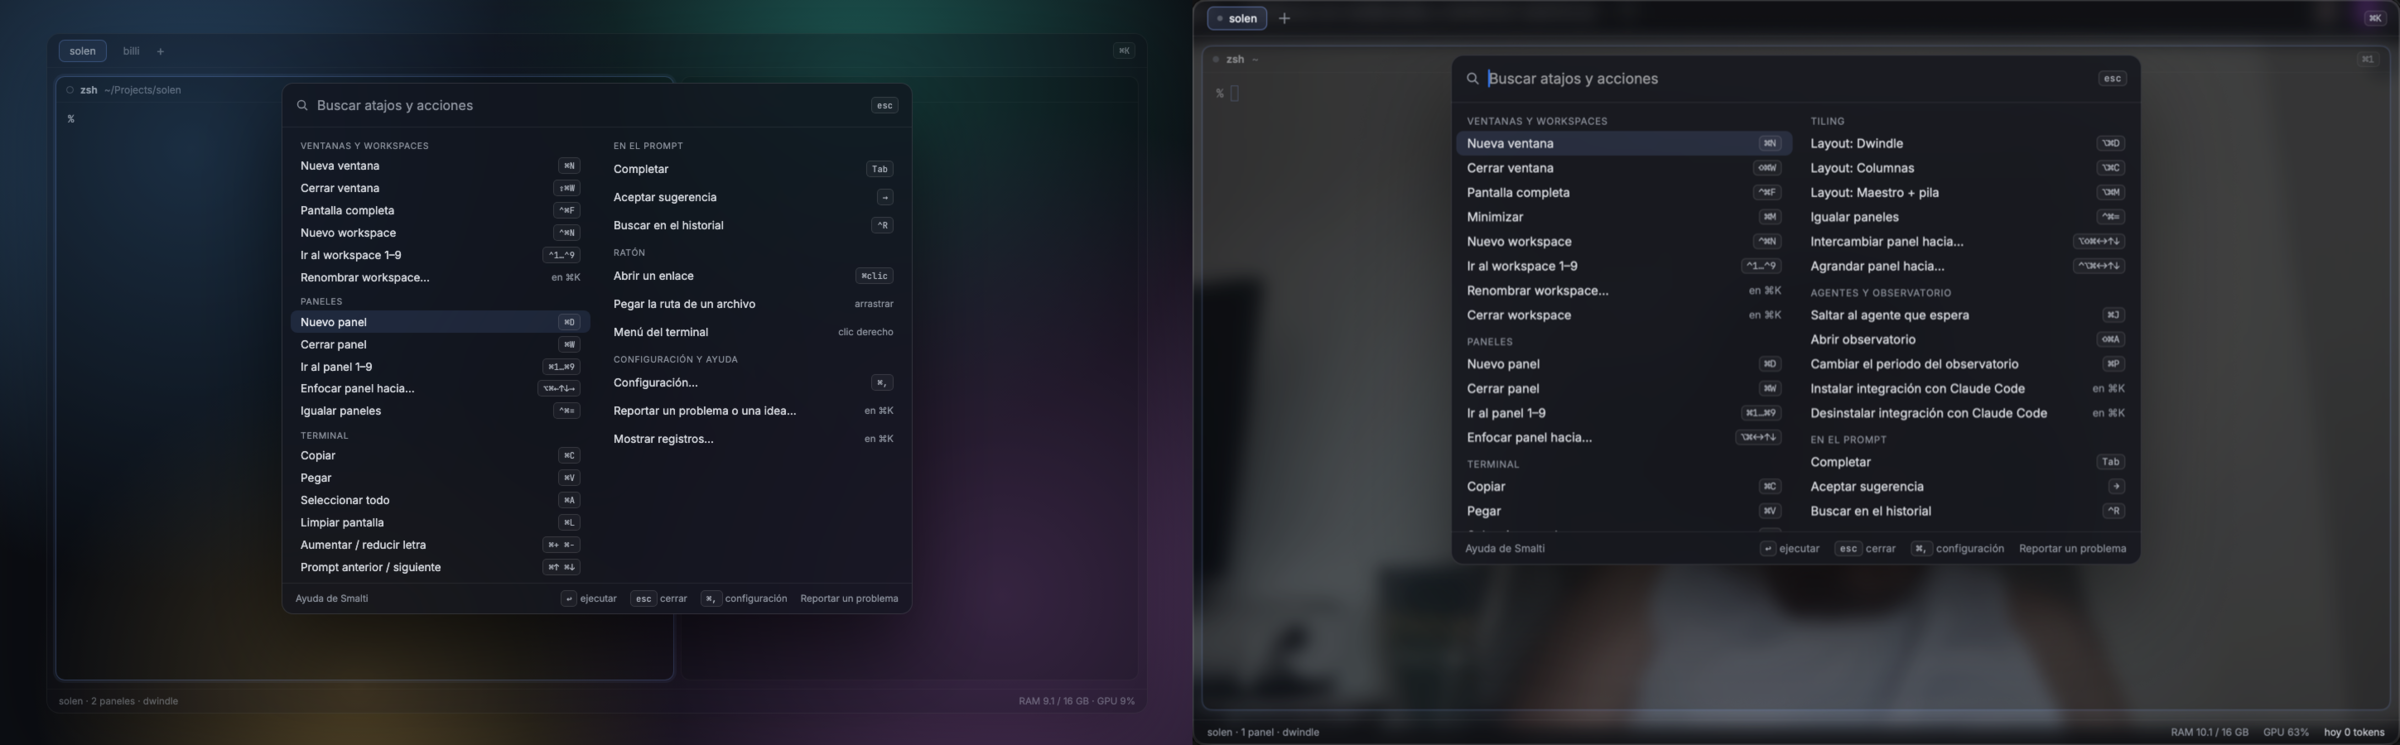 solen billi +
⌘K
zsh ~/Projects/solen
%
Buscar atajos y acciones esc
VENTANAS Y WORKSPACES
Nueva ventana ⌘N
Cerrar ventana ⇧⌘W
Pantalla completa ^⌘F
Nuevo workspace ^⌘N
Ir al workspace 1–9 ^1…^9
Renombrar workspace... en ⌘K
PANELES
Nuevo panel ⌘D
Cerrar panel ⌘W
Ir al panel 1–9 ⌘1…⌘9
Enfocar panel hacia... ⌥⌘←↑↓→
Igualar paneles ^⌘=
TERMINAL
Copiar ⌘C
Pegar ⌘V
Seleccionar todo ⌘A
Limpiar pantalla ⌘L
Aumentar / reducir letra ⌘+ ⌘-
Prompt anterior / siguiente ⌘↑ ⌘↓
EN EL PROMPT
Completar Tab
Aceptar sugerencia →
Buscar en el historial ^R
RATÓN
Abrir un enlace ⌘clic
Pegar la ruta de un archivo arrastrar
Menú del terminal clic derecho
CONFIGURACIÓN Y AYUDA
Configuración... ⌘,
Reportar un problema o una idea... en ⌘K
Mostrar registros... en ⌘K
Ayuda de Smalti ↩ ejecutar esc cerrar ⌘, configuración Reportar un problema
solen · 2 paneles · dwindle
RAM 9.1 / 16 GB · GPU 9%
solen +
⌘K
zsh ~
⌘1
%
Buscar atajos y acciones esc
VENTANAS Y WORKSPACES
Nueva ventana ⌘N
Cerrar ventana ⇧⌘W
Pantalla completa ^⌘F
Minimizar ⌘M
Nuevo workspace ^⌘N
Ir al workspace 1–9 ^1…^9
Renombrar workspace... en ⌘K
Cerrar workspace en ⌘K
PANELES
Nuevo panel ⌘D
Cerrar panel ⌘W
Ir al panel 1–9 ⌘1…⌘9
Enfocar panel hacia... ⌥⌘←→↑↓
TERMINAL
Copiar ⌘C
Pegar ⌘V
TILING
Layout: Dwindle ⌥⌘D
Layout: Columnas ⌥⌘C
Layout: Maestro + pila ⌥⌘M
Igualar paneles ^⌘=
Intercambiar panel hacia... ⌥⇧⌘←→↑↓
Agrandar panel hacia... ^⌥⌘←→↑↓
AGENTES Y OBSERVATORIO
Saltar al agente que espera ⌘J
Abrir observatorio ⇧⌘A
Cambiar el periodo del observatorio ⌘P
Instalar integración con Claude Code en ⌘K
Desinstalar integración con Claude Code en ⌘K
EN EL PROMPT
Completar Tab
Aceptar sugerencia →
Buscar en el historial ^R
Ayuda de Smalti ↩ ejecutar esc cerrar ⌘, configuración Reportar un problema
solen · 1 panel · dwindle
RAM 10.1 / 16 GB GPU 63% hoy 0 tokens